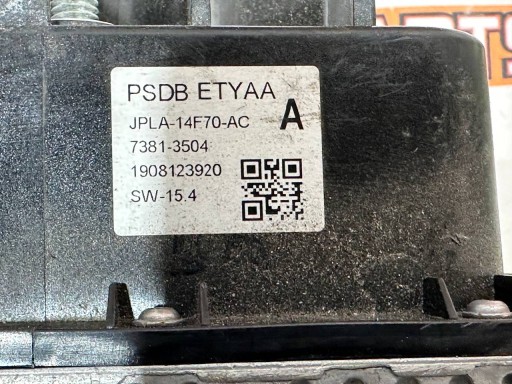 PSDB ETYAA
JPLA-14F70-AC A
7381-3504
1908123920
SW-15.4